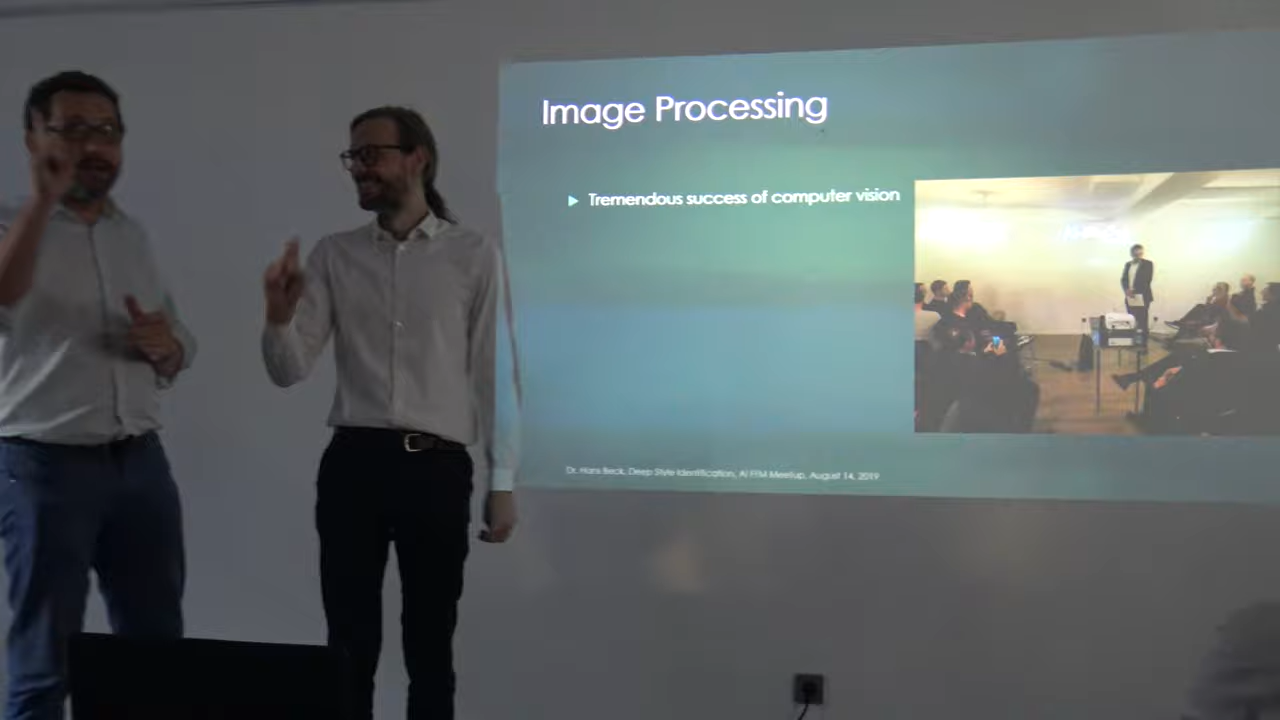 Image Processing
Tremendous success of computer vision
Dr. Hans Beck, Deep Style Identification, AI FFM Meetup, August 14, 2019